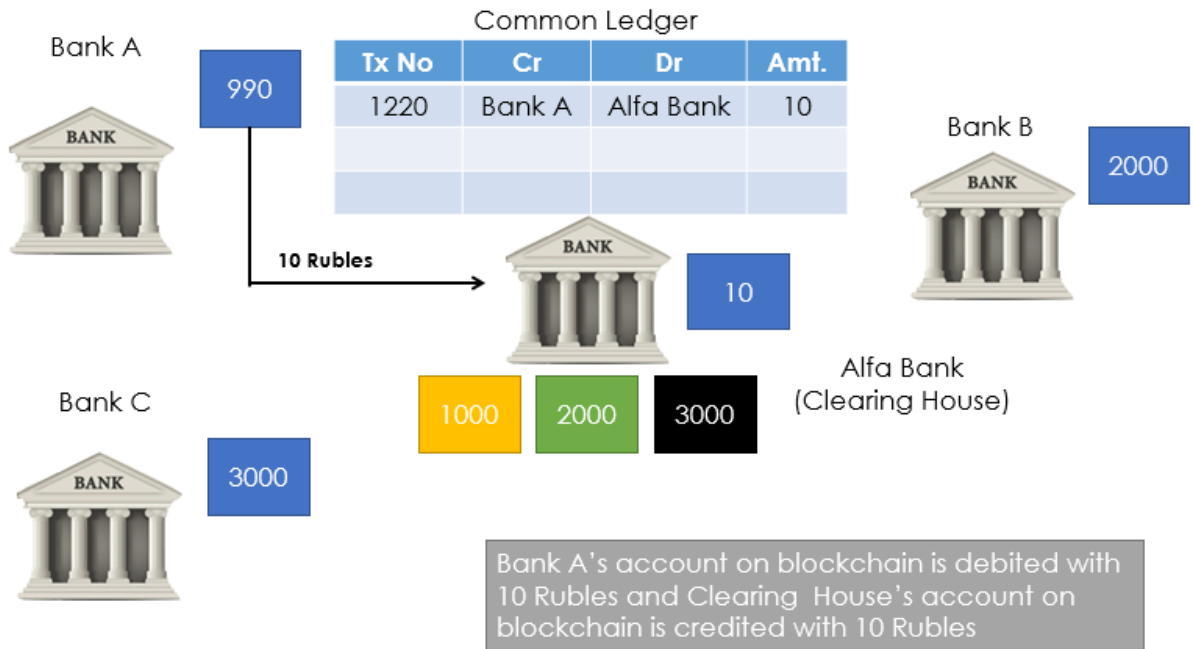 Common Ledger
Bank A
990
Tx No Cr Dr Amt.
1220 Bank A Alfa Bank 10
BANK
Bank B
2000
BANK
BANK
10 Rubles
10
Alfa Bank
(Clearing House)
1000 2000 3000
Bank C
3000
BANK
Bank A’s account on blockchain is debited with
10 Rubles and Clearing House’s account on
blockchain is credited with 10 Rubles